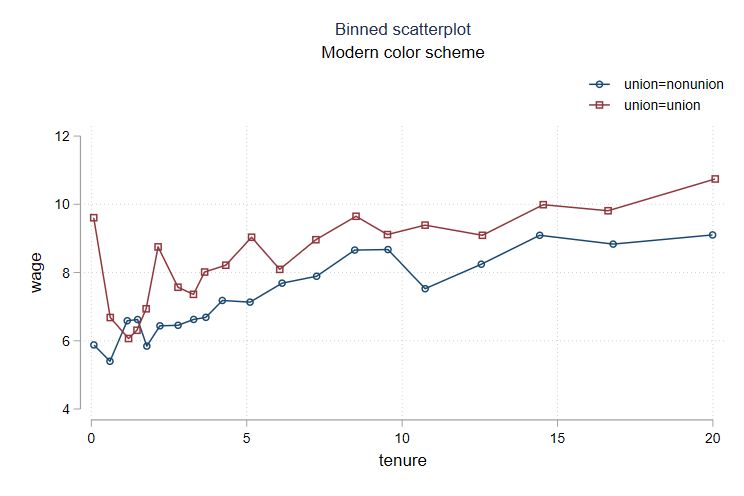 Binned scatterplot
Modern color scheme
union=nonunion
union=union
12
10
8
6
4
wage
0
5
10
15
20
tenure